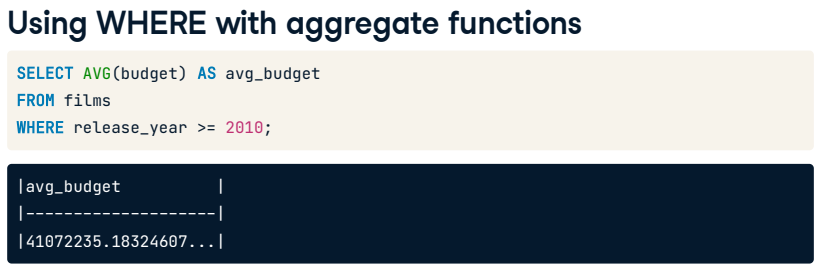 Using WHERE with aggregate functions
SELECT AVG(budget) AS avg_budget
FROM films
WHERE release_year >= 2010;
|avg_budget          |
|--------------------|
|41072235.18324607...|